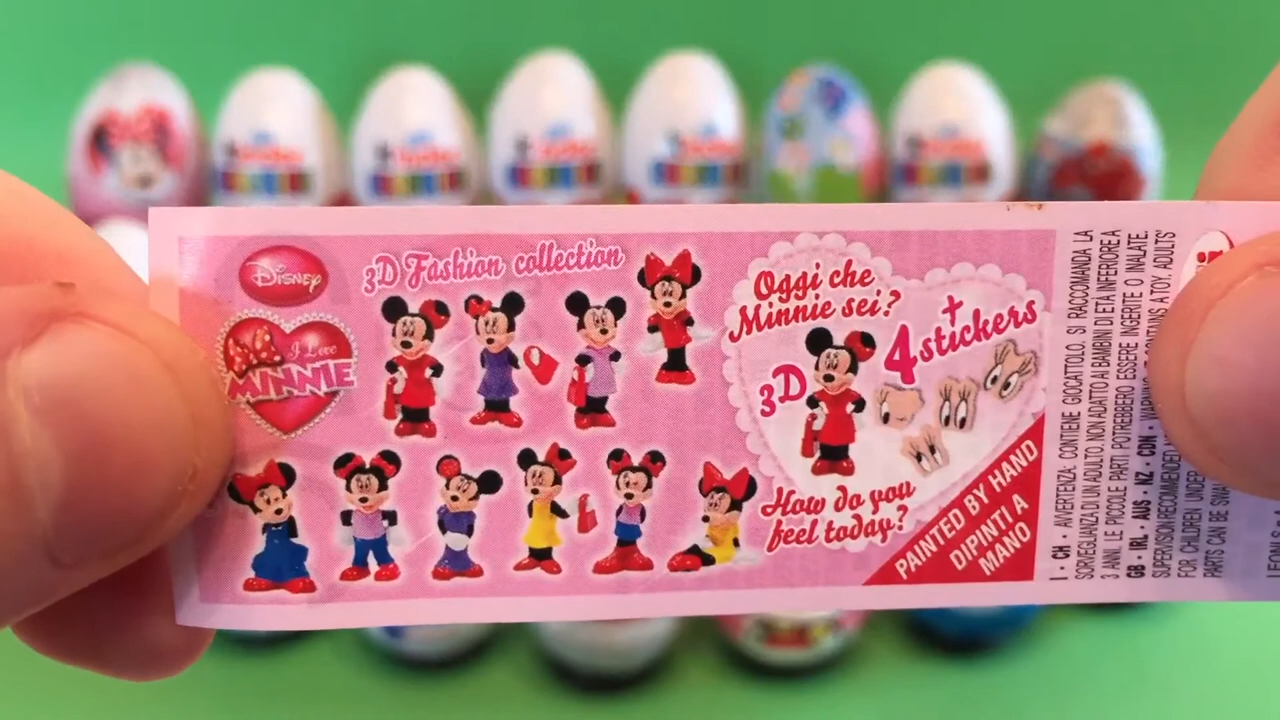 DISNEY
3D Fashion collection
I Love
MINNIE
Oggi che
Minnie sei?
3D
+
4 stickers
How do you
feel today?
PAINTED BY HAND
DIPINTI A
MANO
I • CH • AVVERTENZA: CONTIENE GIOCATTOLO. SI RACCOMANDA LA
SORVEGLIANZA DI UN ADULTO. NON ADATTO A BAMBINI DI ETÀ INFERIORE A
3 ANNI. LE PICCOLE PARTI POTREBBERO ESSERE INGERITE O INALATE.
GB • IRL • AUS • NZ • CDN • CONTAINS A TOY. ADULTS'
SUPERVISION RECOMMENDED
FOR CHILDREN UNDER
PARTS CAN BE